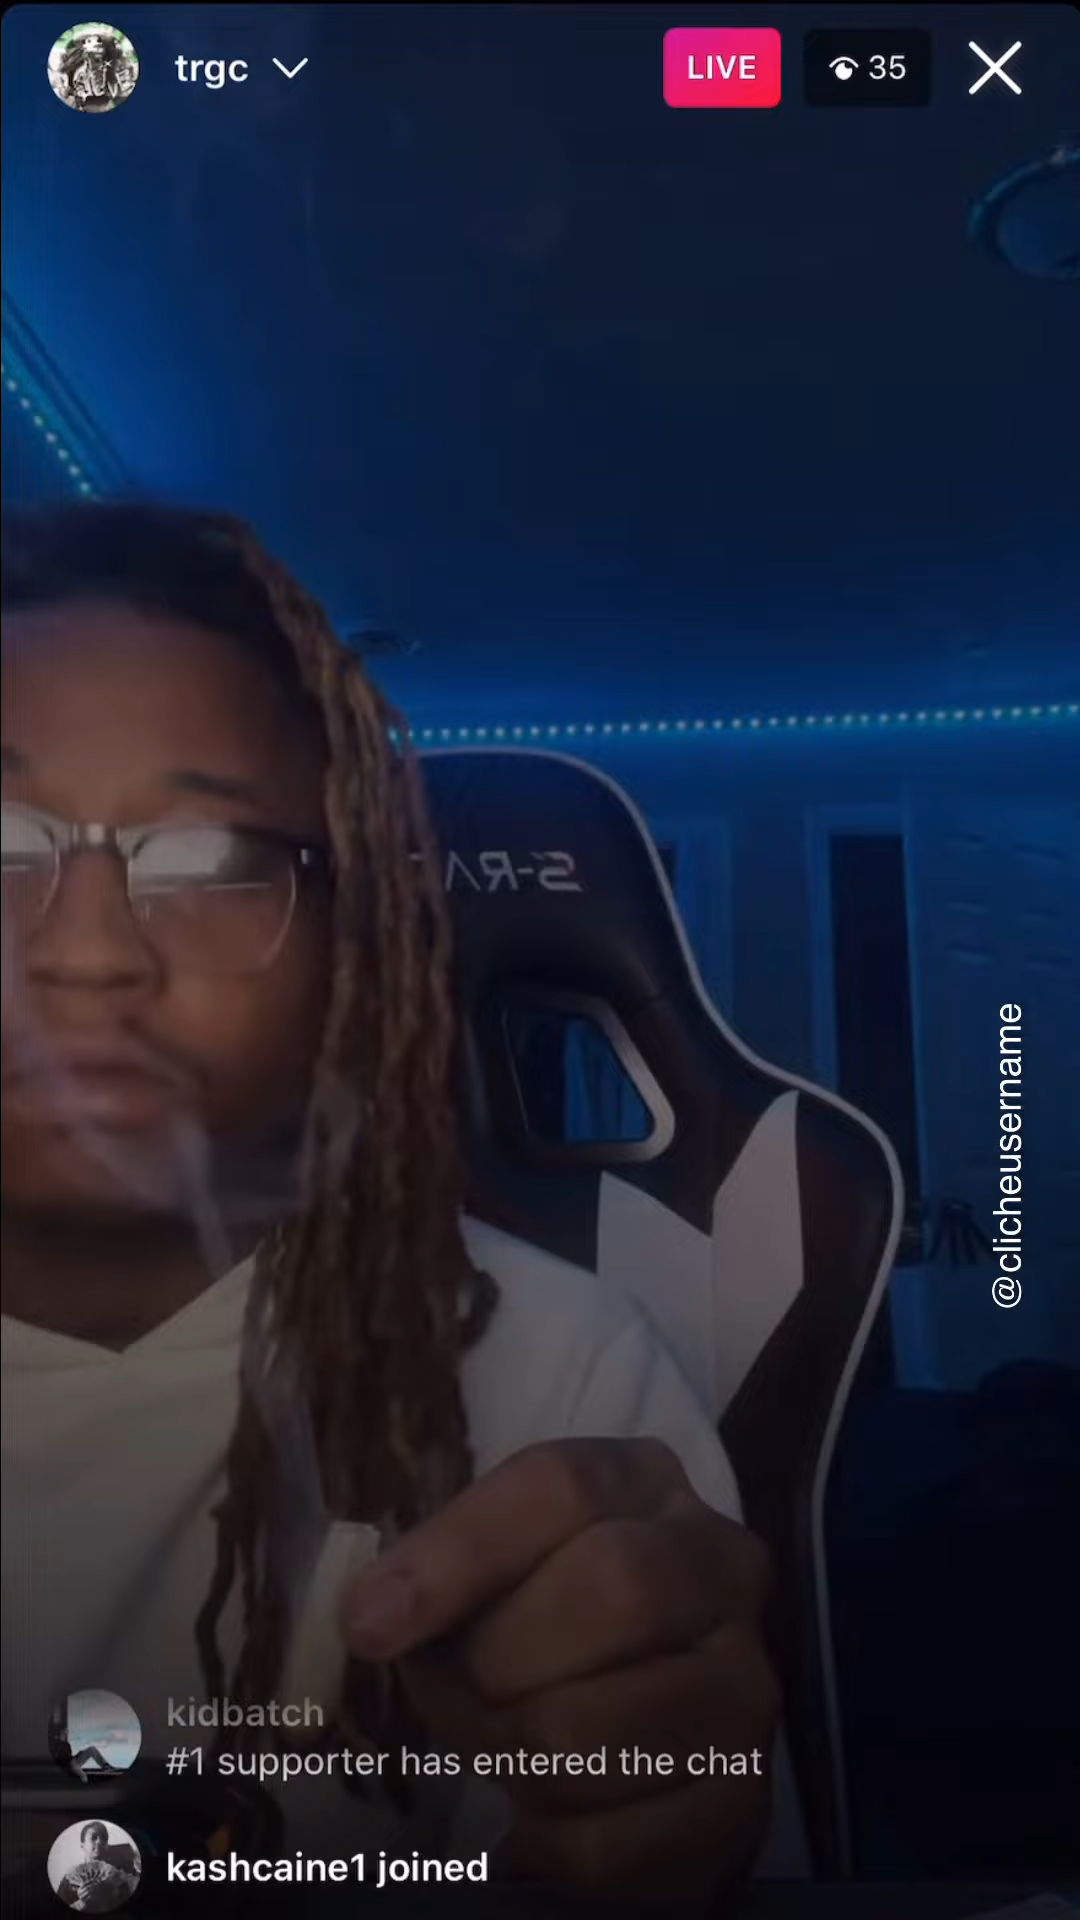 trgc
LIVE
35
S-RA
@clicheusername
kidbatch
#1 supporter has entered the chat
kashcaine1 joined